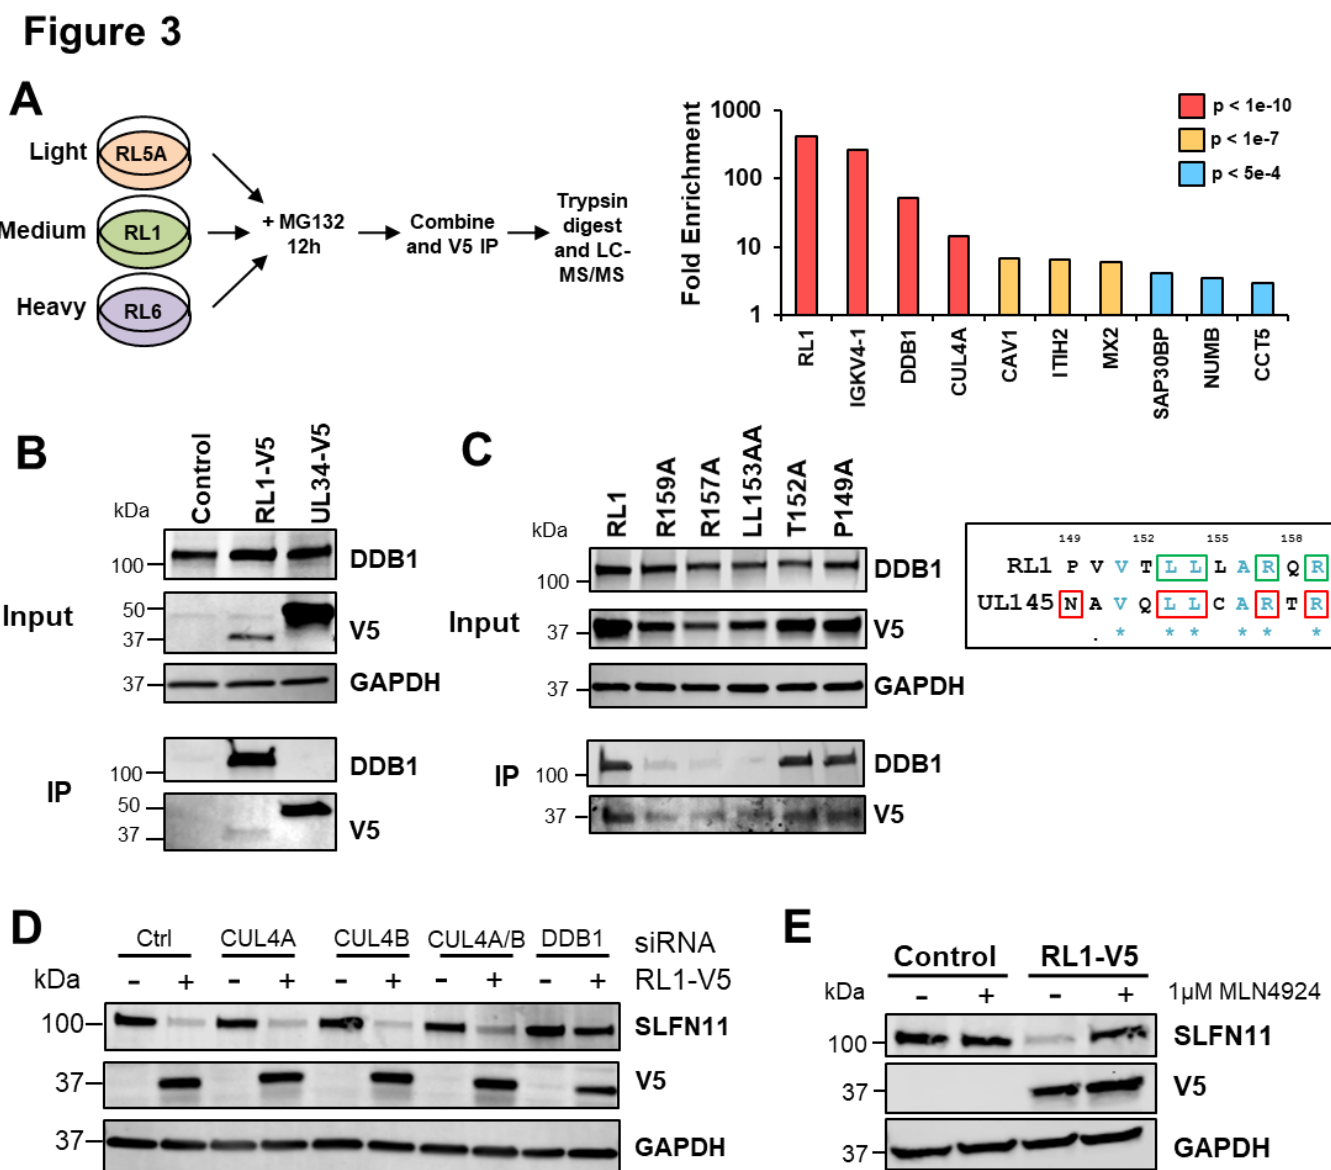 Figure 3
A
Light
RL5A
Medium
RL1
Heavy
RL6
+ MG132
12h
Combine
and V5 IP
Trypsin
digest
and LC-
MS/MS
Fold Enrichment
1000
100
10
1
RL1
IGKV4-1
DDB1
CUL4A
CAV1
ITIH2
MX2
SAP30BP
NUMB
CCT5
p < 1e-10
p < 1e-7
p < 5e-4
B
Control
RL1-V5
UL34-V5
kDa
100
DDB1
Input
50
37
V5
37
GAPDH
IP
100
DDB1
50
37
V5
C
RL1
R159A
R157A
LL153AA
T152A
P149A
kDa
100
DDB1
Input
37
V5
37
GAPDH
IP
100
DDB1
37
V5
149 152 155 158
RL1 P V V T L L L A R Q R
UL145 N A V Q L L C A R T R
. * * * * * *
D
Ctrl CUL4A CUL4B CUL4A/B DDB1 siRNA
kDa - + - + - + - + - + RL1-V5
100 SLFN11
37 V5
37 GAPDH
E
Control RL1-V5
kDa - + - + 1µM MLN4924
100 SLFN11
37 V5
37 GAPDH